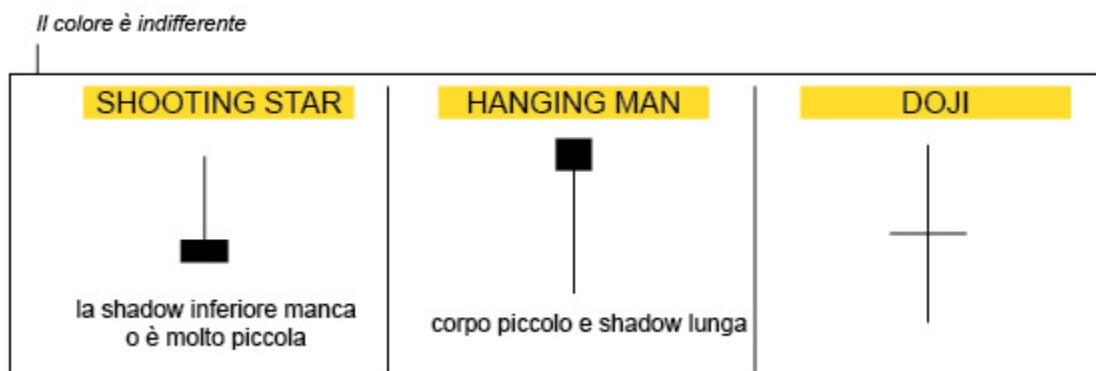 Il colore è indifferente
SHOOTING STAR
HANGING MAN
DOJI
la shadow inferiore manca
o è molto piccola
corpo piccolo e shadow lunga